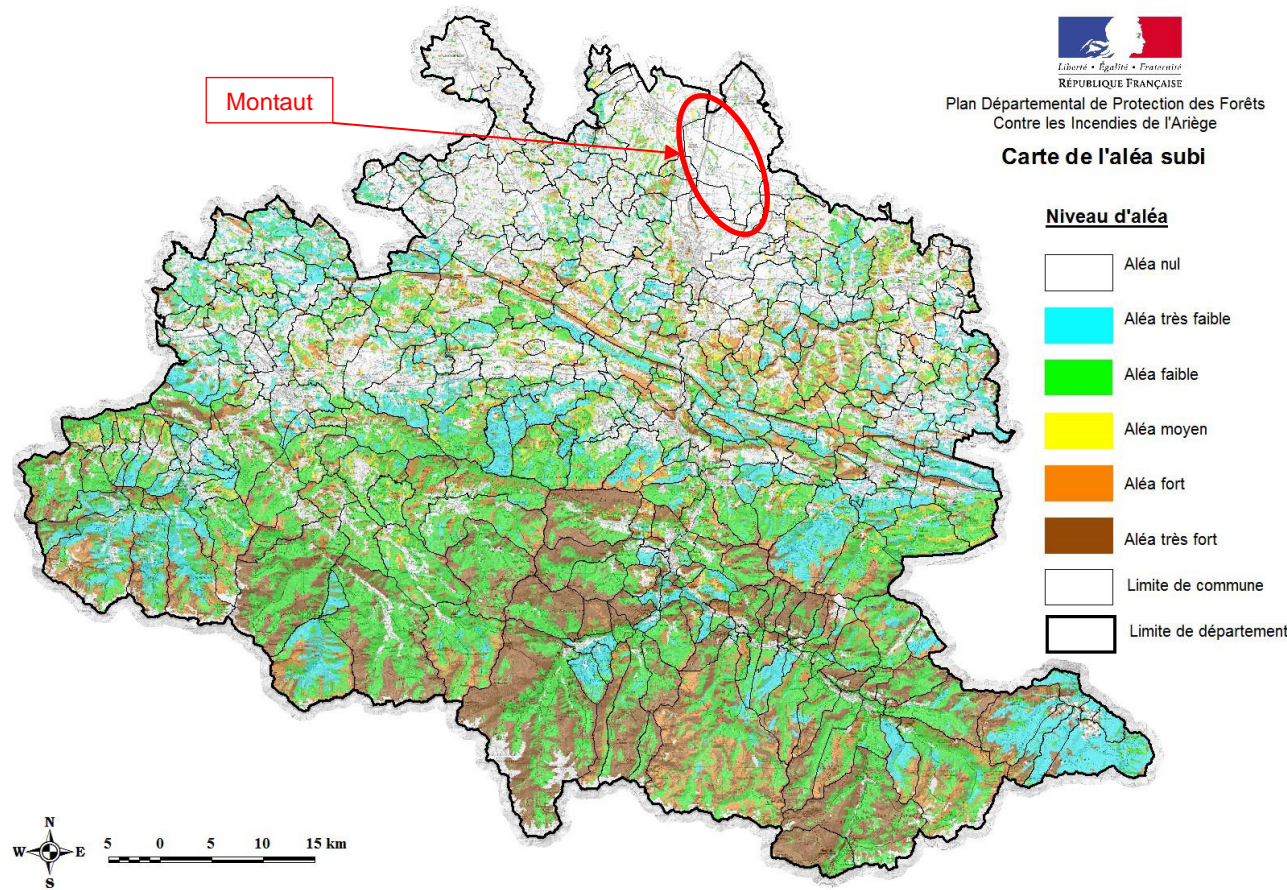 Montaut
Liberté • Égalité • Fraternité
RÉPUBLIQUE FRANÇAISE
Plan Départemental de Protection des Forêts
Contre les Incendies de l'Ariège
Carte de l'aléa subi
Niveau d'aléa
Aléa nul
Aléa très faible
Aléa faible
Aléa moyen
Aléa fort
Aléa très fort
Limite de commune
Limite de département
N
W E
S
5 0 5 10 15 km